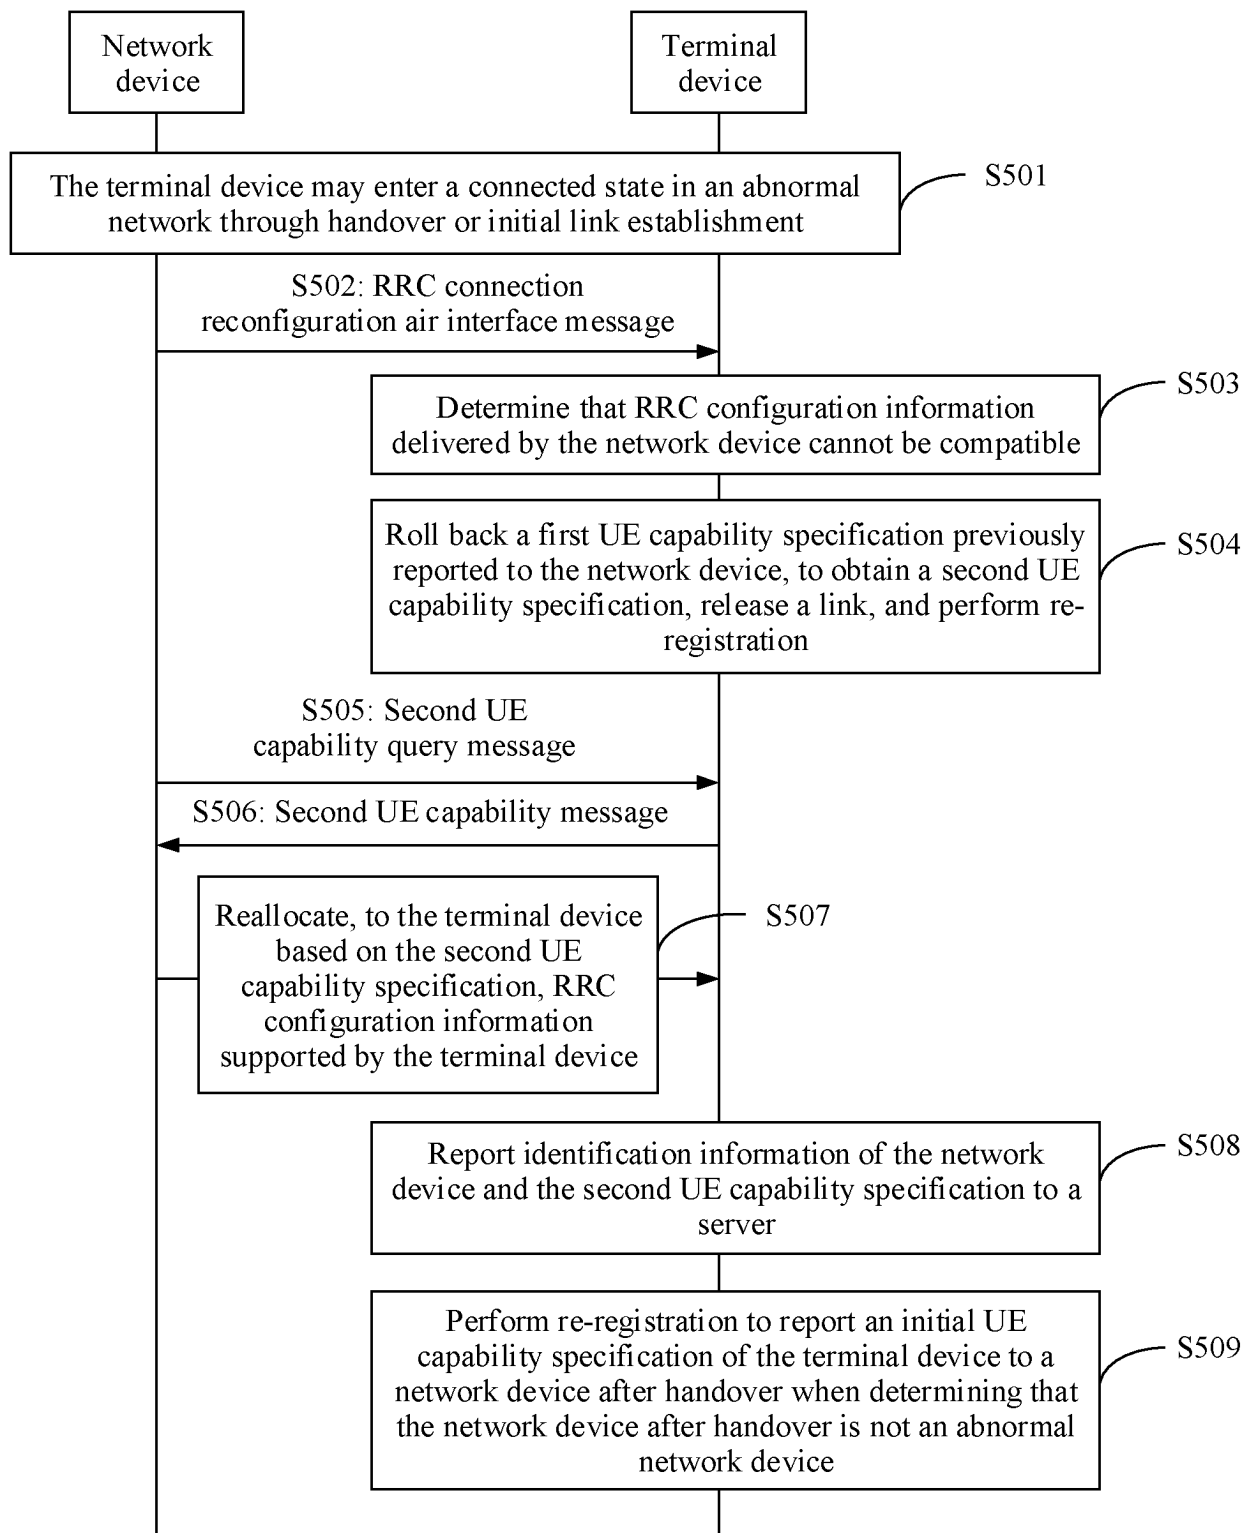 Network
device
Terminal
device
The terminal device may enter a connected state in an abnormal
network through handover or initial link establishment
S501
S502: RRC connection
reconfiguration air interface message
Determine that RRC configuration information
delivered by the network device cannot be compatible
S503
Roll back a first UE capability specification previously
reported to the network device, to obtain a second UE
capability specification, release a link, and perform re-
registration
S504
S505: Second UE
capability query message
S506: Second UE capability message
Reallocate, to the terminal device
based on the second UE
capability specification, RRC
configuration information
supported by the terminal device
S507
Report identification information of the network
device and the second UE capability specification to a
server
S508
Perform re-registration to report an initial UE
capability specification of the terminal device to a
network device after handover when determining that
the network device after handover is not an abnormal
network device
S509